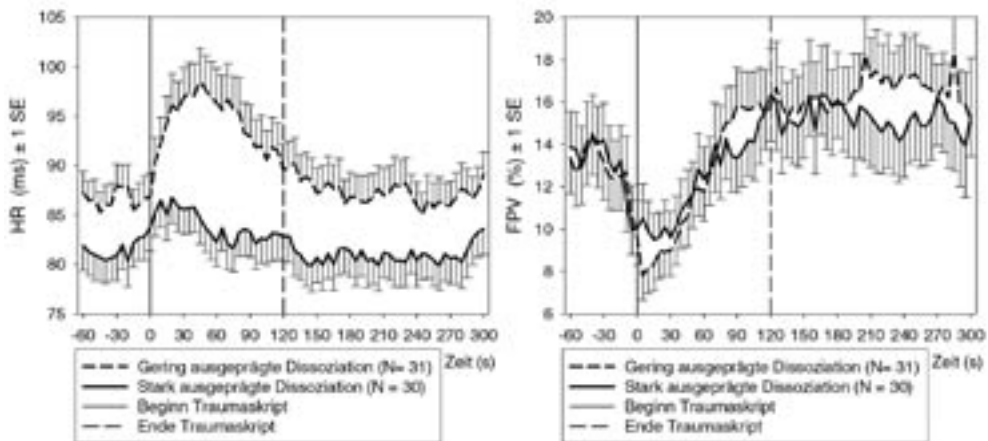 105
100
95
90
85
80
75
HR (ms) ± 1 SE
-60 -30 0 30 60 90 120 150 180 210 240 270 300
Zeit (s)
Gering ausgeprägte Dissoziation (N= 31)
Stark ausgeprägte Dissoziation (N = 30)
Beginn Traumaskript
Ende Traumaskript
20
18
16
14
12
10
8
6
FPV (%) ± 1 SE
-60 -30 0 30 60 90 120 150 180 210 240 270 300
Zeit (s)
Gering ausgeprägte Dissoziation (N= 31)
Stark ausgeprägte Dissoziation (N = 30)
Beginn Traumaskript
Ende Traumaskript